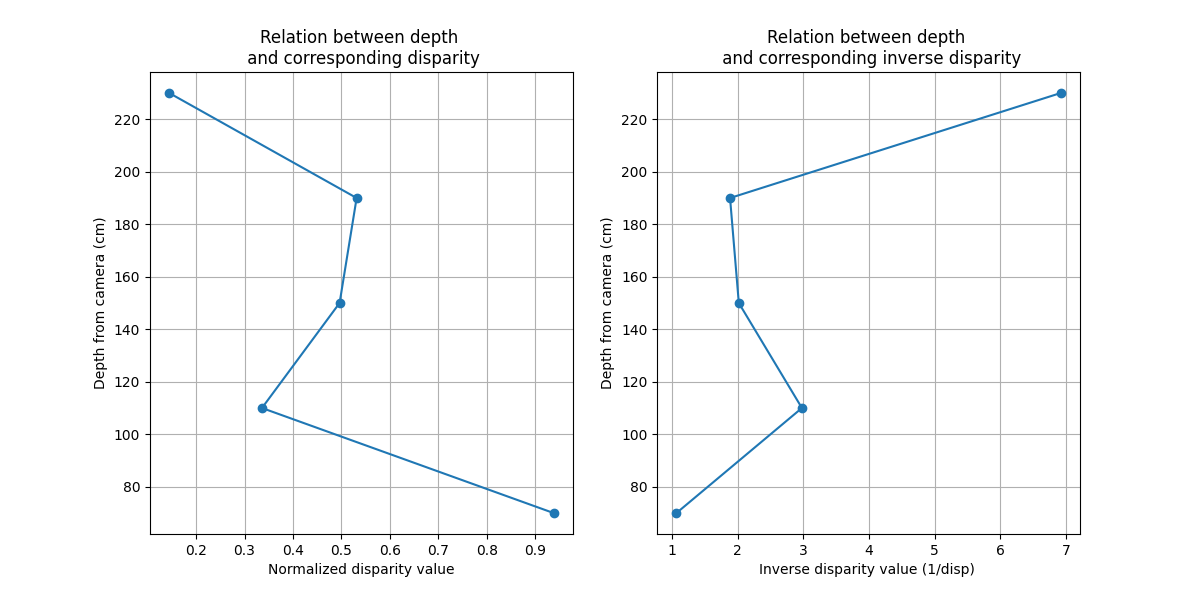 Relation between depth
and corresponding disparity
220
200
180
160
140
120
100
80
Depth from camera (cm)
0.2 0.3 0.4 0.5 0.6 0.7 0.8 0.9
Normalized disparity value
Relation between depth
and corresponding inverse disparity
220
200
180
160
140
120
100
80
Depth from camera (cm)
1 2 3 4 5 6 7
Inverse disparity value (1/disp)